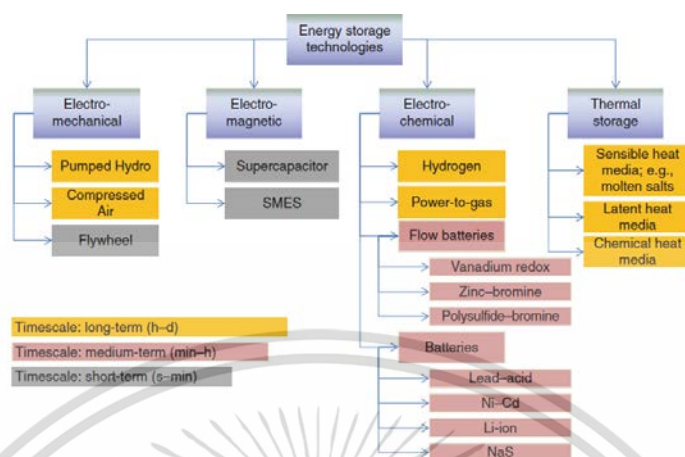 Energy storage
technologies
Electro-
mechanical
Pumped Hydro
Compressed
Air
Flywheel
Electro-
magnetic
Supercapacitor
SMES
Electro-
chemical
Hydrogen
Power-to-gas
Flow batteries
Vanadium redox
Zinc–bromine
Polysulfide–bromine
Batteries
Lead–acid
Ni–Cd
Li-ion
NaS
Thermal
storage
Sensible heat
media; e.g.,
molten salts
Latent heat
media
Chemical heat
media
Timescale: long-term (h–d)
Timescale: medium-term (min–h)
Timescale: short-term (s–min)